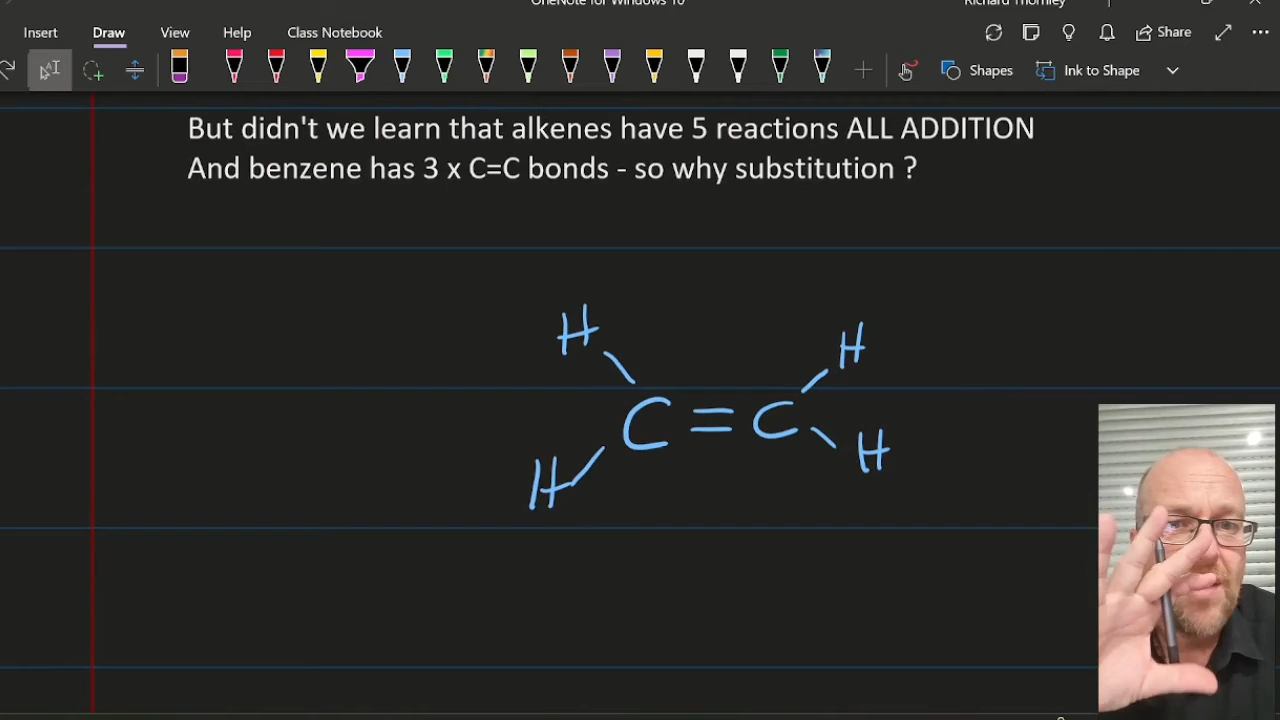 OneNote for Windows 10
Richard Thornley
Insert Draw View Help Class Notebook
Share
Shapes
Ink to Shape
But didn't we learn that alkenes have 5 reactions ALL ADDITION
And benzene has 3 x C=C bonds - so why substitution ?
H H
C = C
H H